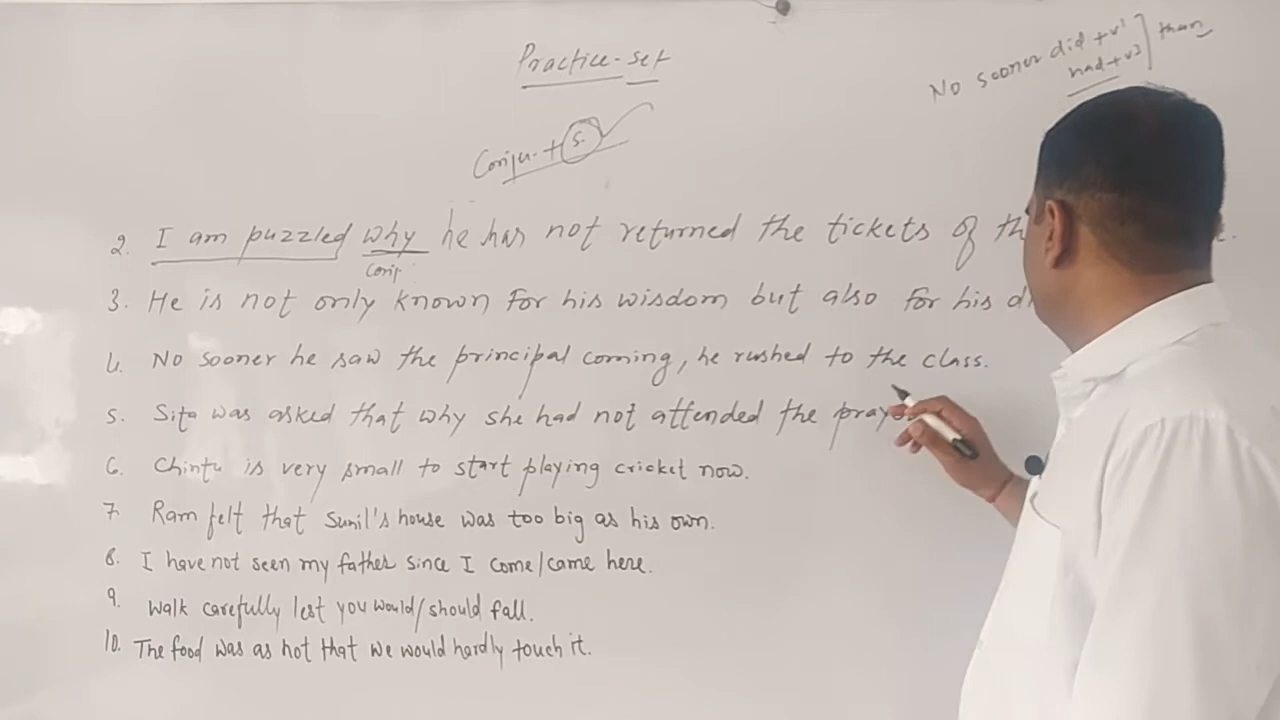 Practice-set
No sooner did + v¹ ] than
had + v³
Conju. + S.
2. I am puzzled why he has not returned the tickets of
Conj.
3. He is not only known for his wisdom but also for his
4. No sooner he saw the principal coming, he rushed to the class.
5. Sita was asked that why she had not attended the
6. Chintu is very small to start playing cricket now.
7. Ram felt that Sunil's house was too big as his own.
8. I have not seen my father since I come/came here.
9. Walk carefully lest you would/should fall.
10. The food was as hot that we would hardly touch it.